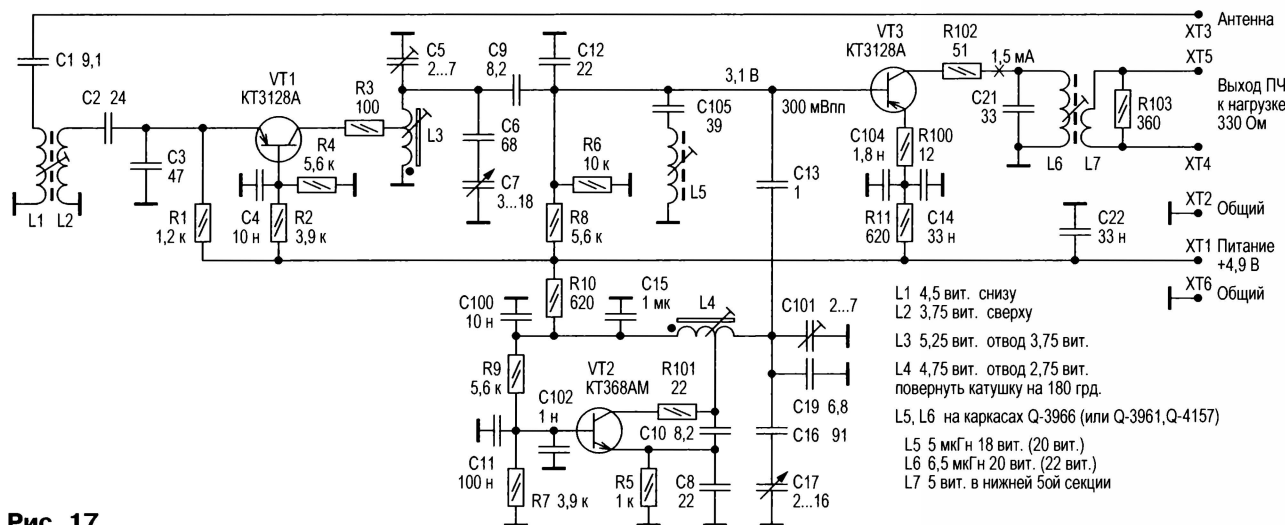 C1 9,1
L1
L2
C2 24
C3
47
R1
1,2 к
VT1
КТ3128А
R4
5,6 к
C4
10 н
R2
3,9 к
R3
100
C5
2...7
L3
C6
68
C7
3...18
C9
8,2
C12
22
R6
10 к
R8
5,6 к
C105
39
L5
3,1 В
300 мВпп
C13
1
VT3
КТ3128А
R102
51
1,5 мА
C104
1,8 н
R100
12
R11
620
C14
33 н
C21
33
L6
L7
R103
360
C22
33 н
XT3
Антенна
XT5
Выход ПЧ
к нагрузке
330 Ом
XT4
XT2
Общий
XT1
Питание
+4,9 В
XT6
Общий
R10
620
C100
10 н
C15
1 мк
L4
C101
2...7
R9
5,6 к
C102
1 н
VT2
КТ368АМ
R101
22
C10 8,2
C19 6,8
C16 91
C11
100 н
R7 3,9 к
R5
1 к
C8
22
C17
2...16
L1 4,5 вит. снизу
L2 3,75 вит. сверху
L3 5,25 вит. отвод 3,75 вит.
L4 4,75 вит. отвод 2,75 вит.
повернуть катушку на 180 грд.
L5, L6 на каркасах Q-3966 (или Q-3961,Q-4157)
L5 5 мкГн 18 вит. (20 вит.)
L6 6,5 мкГн 20 вит. (22 вит.)
L7 5 вит. в нижней 5ой секции
Рис. 17